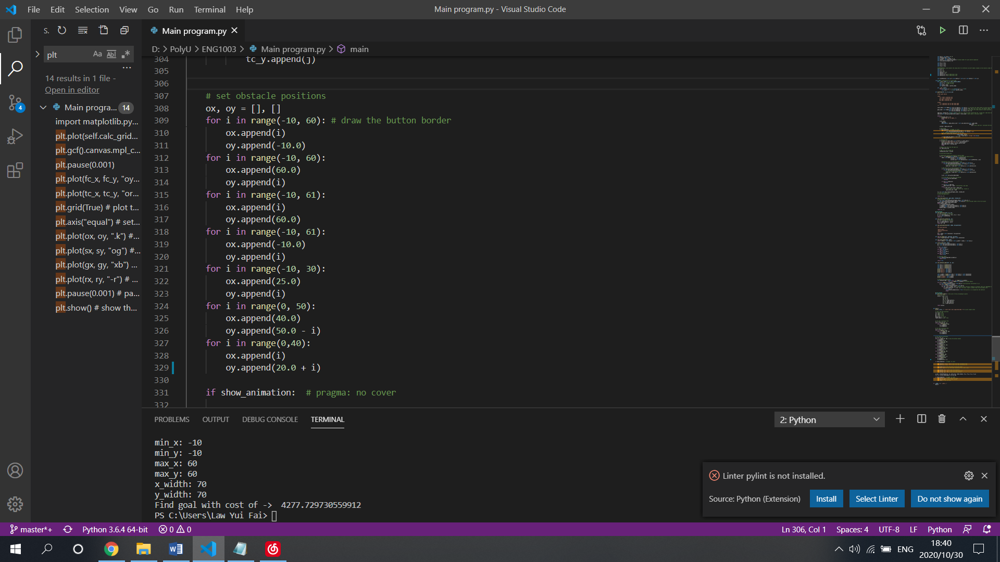 File Edit Selection View Go Run Terminal Help
Main program.py - Visual Studio Code
S.
Main program.py
plt
Aa Abl .*
D: > PolyU > ENG1003 > Main program.py > main
14 results in 1 file -
Open in editor
Main progra... 14
import matplotlib.py...
plt.plot(self.calc_grid...
plt.gcf().canvas.mpl_c...
plt.pause(0.001)
plt.plot(fc_x, fc_y, "oy...
plt.plot(tc_x, tc_y, "or...
plt.grid(True) # plot t...
plt.axis("equal") # set...
plt.plot(ox, oy, ".k") #...
plt.plot(sx, sy, "og") #...
plt.plot(gx, gy, "xb") ...
plt.plot(rx, ry, "-r") # ...
plt.pause(0.001) # pa...
plt.show() # show th...
4
304 tc_y.append(j)
305
306
307 # set obstacle positions
308 ox, oy = [], []
309 for i in range(-10, 60): # draw the button border
310 ox.append(i)
311 oy.append(-10.0)
312 for i in range(-10, 60):
313 ox.append(60.0)
314 oy.append(i)
315 for i in range(-10, 61):
316 ox.append(i)
317 oy.append(60.0)
318 for i in range(-10, 61):
319 ox.append(-10.0)
320 oy.append(i)
321 for i in range(-10, 30):
322 ox.append(25.0)
323 oy.append(i)
324 for i in range(0, 50):
325 ox.append(40.0)
326 oy.append(50.0 - i)
327 for i in range(0,40):
328 ox.append(i)
329 oy.append(20.0 + i)
330
331 if show_animation:  # pragma: no cover
332
PROBLEMS OUTPUT DEBUG CONSOLE TERMINAL
2: Python
min_x: -10
min_y: -10
max_x: 60
max_y: 60
x_width: 70
y_width: 70
Find goal with cost of ->  4277.729730559912
PS C:\Users\Law Yui Fai>
Linter pylint is not installed.
Source: Python (Extension) Install Select Linter Do not show again
master*+ Python 3.6.4 64-bit 0 0
Ln 306, Col 1 Spaces: 4 UTF-8 LF Python
ENG
18:40
2020/10/30